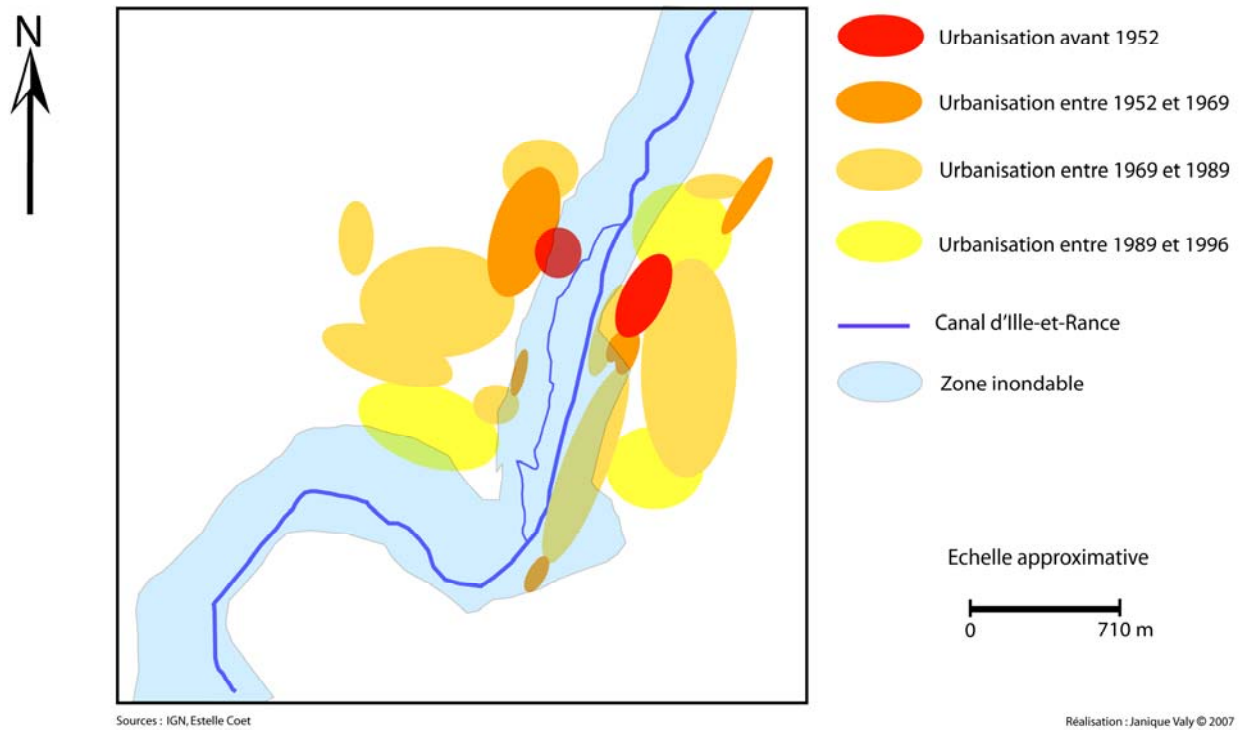 N
Urbanisation avant 1952
Urbanisation entre 1952 et 1969
Urbanisation entre 1969 et 1989
Urbanisation entre 1989 et 1996
Canal d'Ille-et-Rance
Zone inondable
Echelle approximative
0 710 m
Sources : IGN, Estelle Coet
Réalisation : Janique Valy © 2007